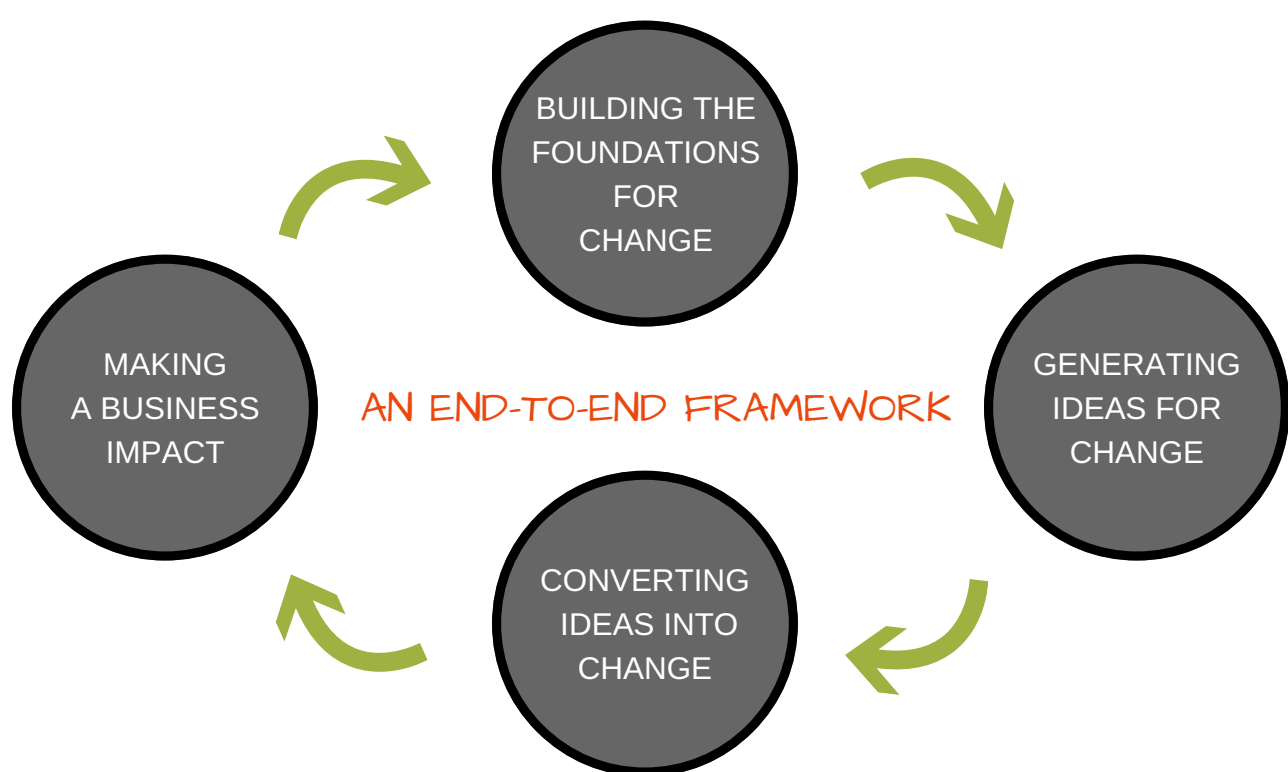 BUILDING THE
FOUNDATIONS
FOR
CHANGE
GENERATING
IDEAS FOR
CHANGE
CONVERTING
IDEAS INTO
CHANGE
MAKING
A BUSINESS
IMPACT
AN END-TO-END FRAMEWORK